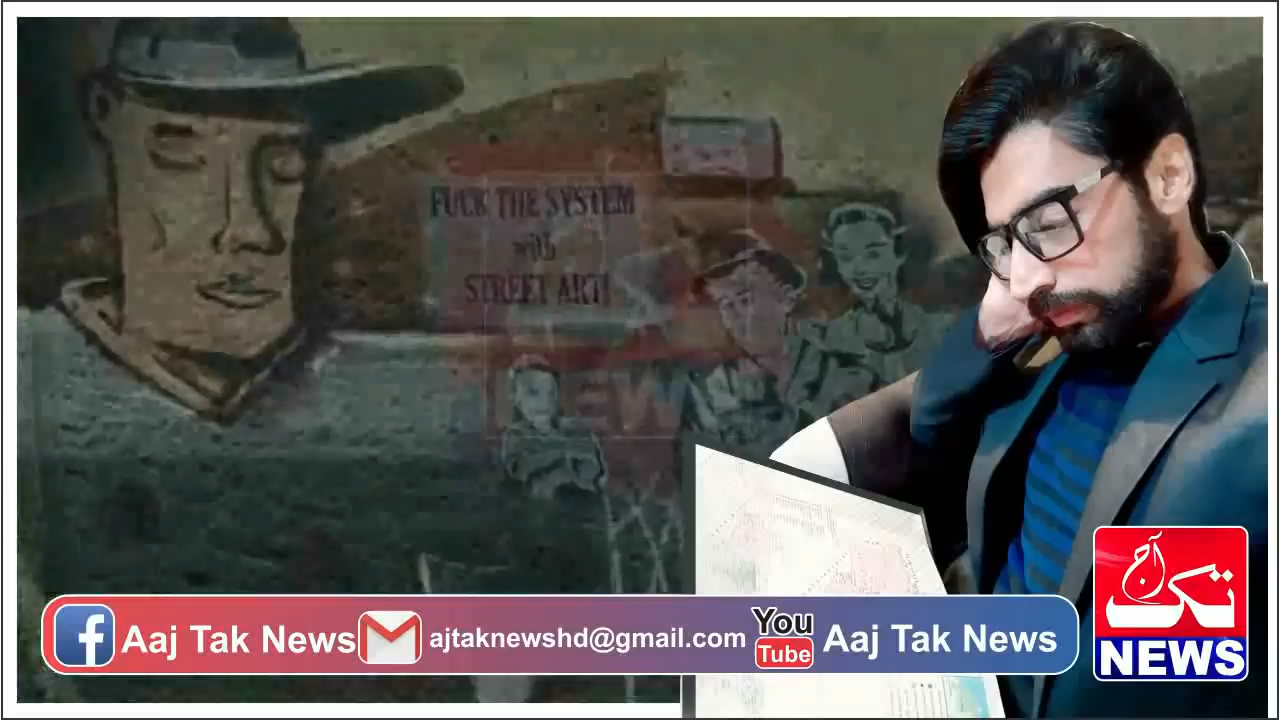 FUCK THE SYSTEM
with
STREET ART!
NEW
Aaj Tak News
ajtaknewshd@gmail.com
You
Tube
Aaj Tak News
آج
تک
NEWS